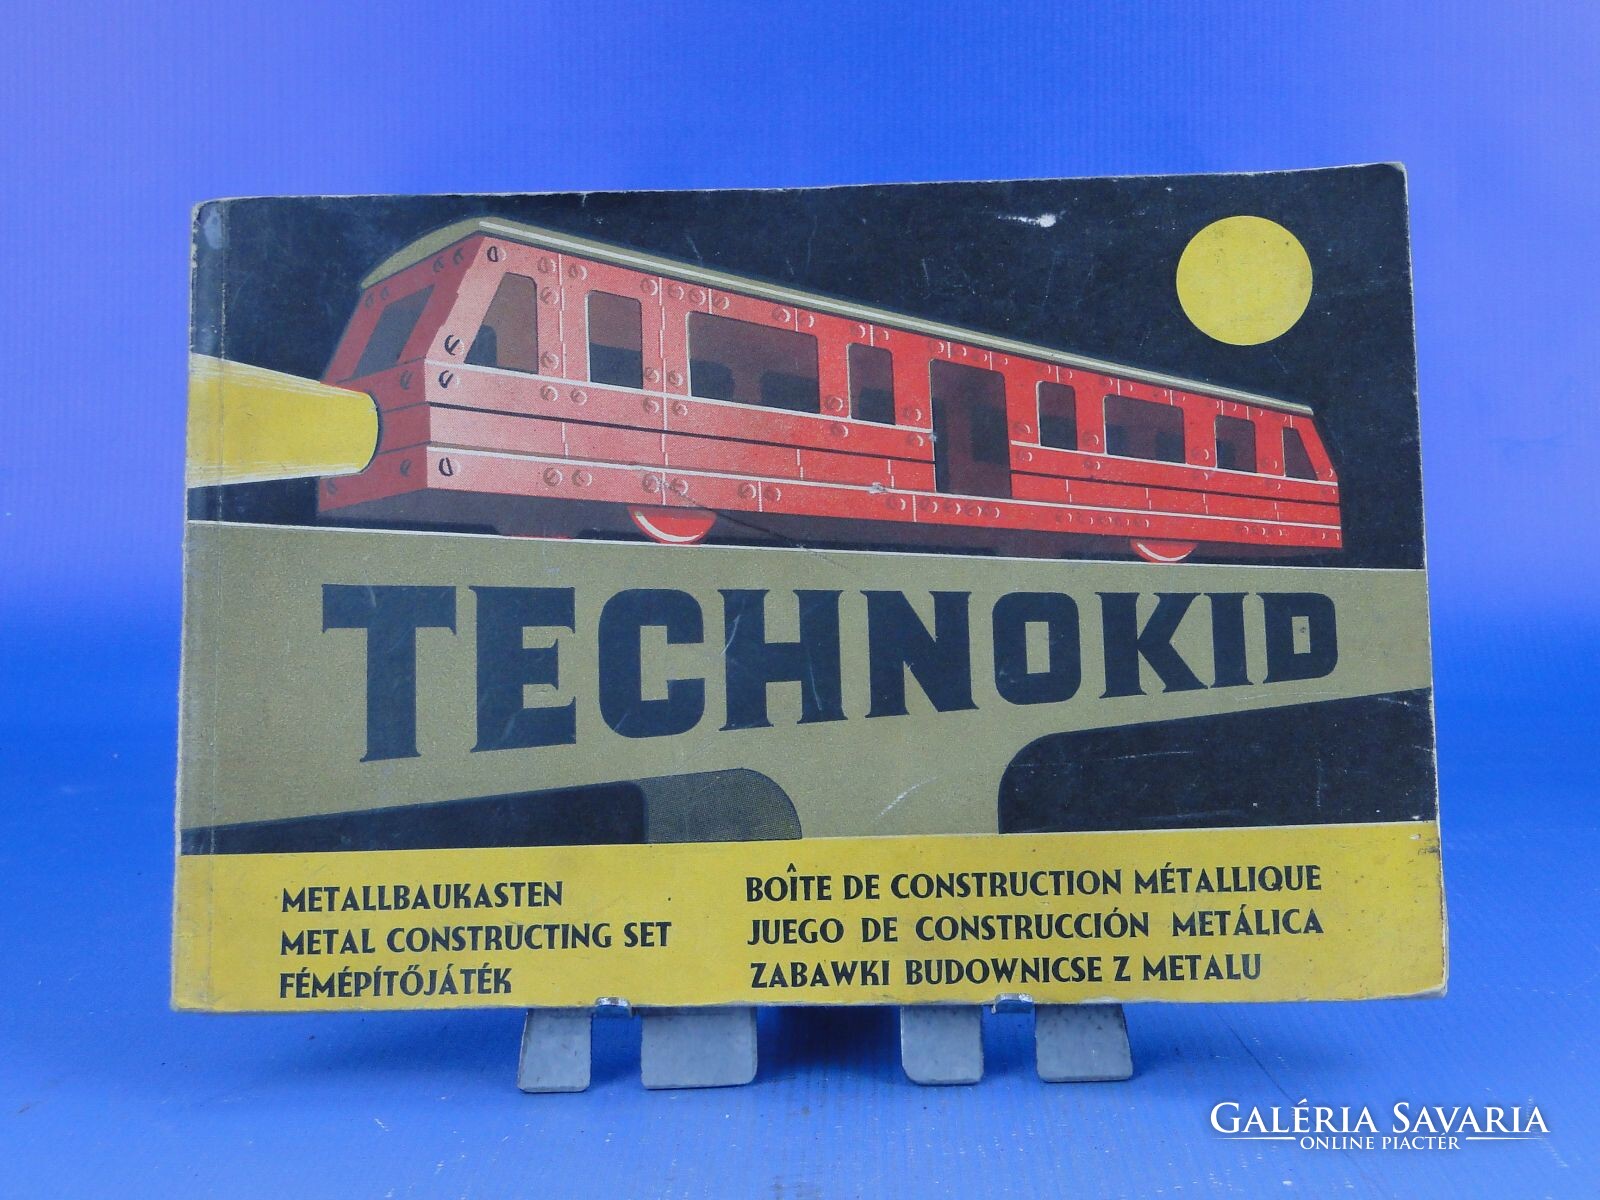 TECHNOKID
METALLBAUKASTEN
METAL CONSTRUCTING SET
FÉMÉPÍTŐJÁTÉK
BOÎTE DE CONSTRUCTION MÉTALLIQUE
JUEGO DE CONSTRUCCIÓN METÁLICA
ZABAWKI BUDOWNICSE Z METALU
GALÉRIA SAVARIA
ONLINE PIACTÉR